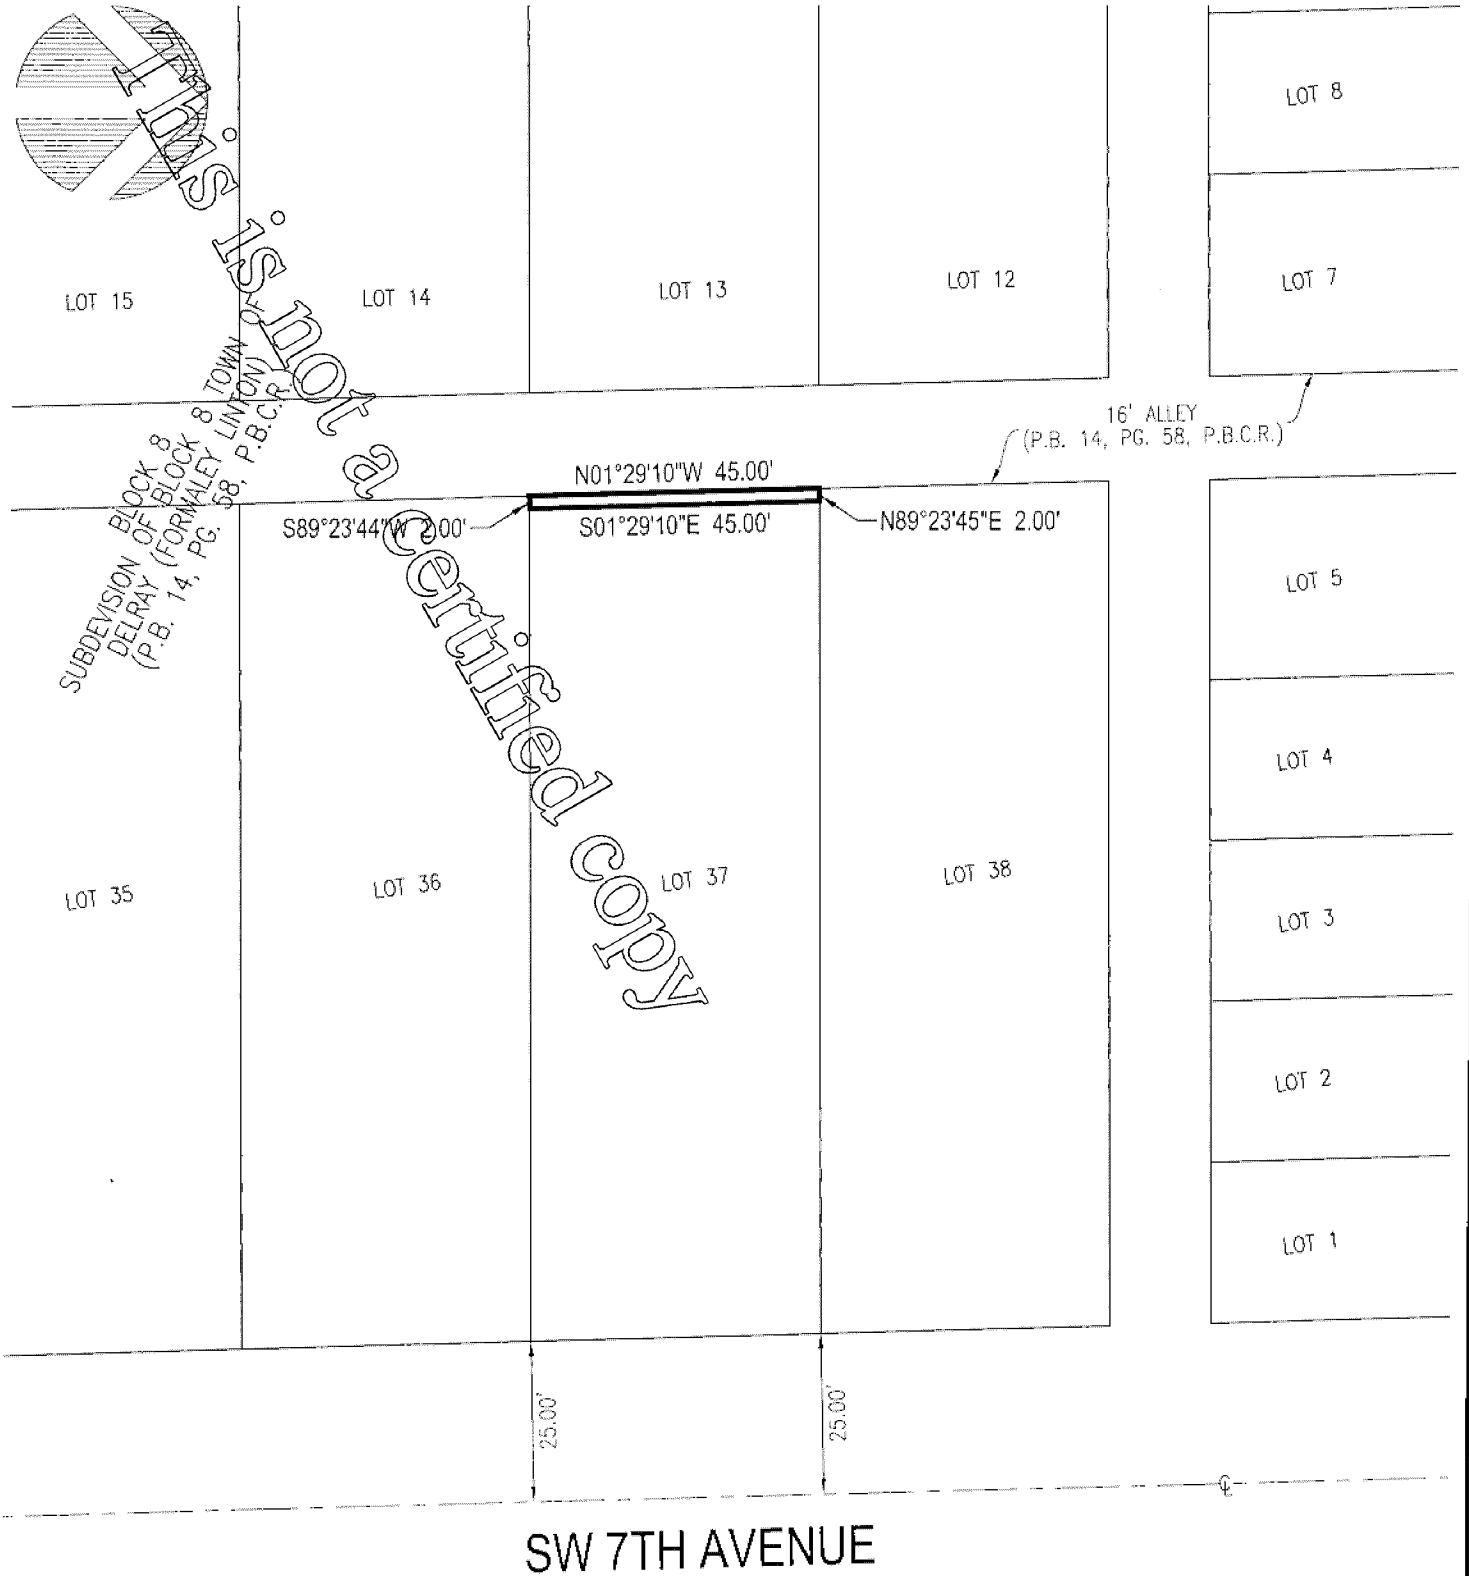 LOT 8
LOT 15
LOT 14
LOT 13
LOT 12
LOT 7
16' ALLEY
(P.B. 14, PG. 58, P.B.C.R.)
BLOCK 8
SUBDEVISION OF BLOCK 8 TOWN OF
DELRAY (FORMALEY LINTON)
(P.B. 14, PG. 58, P.B.C.R.
N01°29'10"W 45.00'
S89°23'44"W 2.00'
S01°29'10"E 45.00'
N89°23'45"E 2.00'
LOT 5
LOT 4
LOT 35
LOT 36
LOT 37
LOT 38
LOT 3
LOT 2
LOT 1
25.00'
25.00'
SW 7TH AVENUE
This is not a certified copy